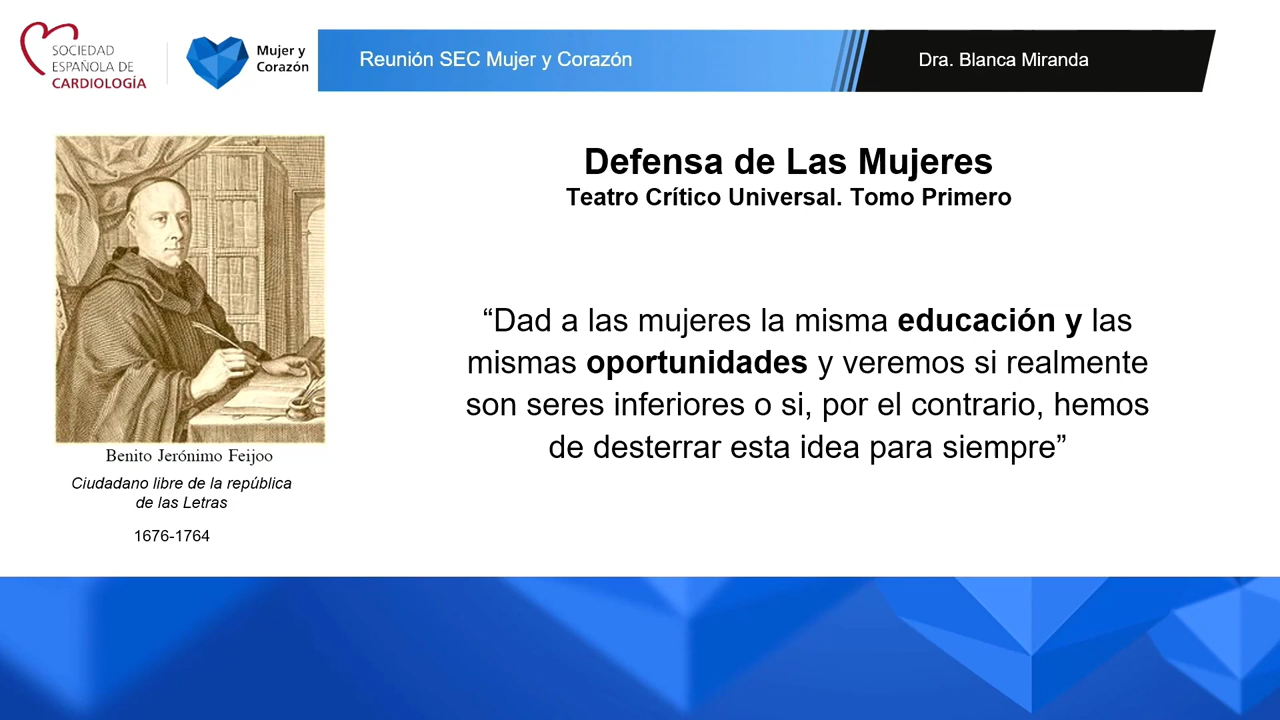 SOCIEDAD
ESPAÑOLA DE
CARDIOLOGÍA
Mujer y
Corazón
Reunión SEC Mujer y Corazón
Dra. Blanca Miranda
Defensa de Las Mujeres
Teatro Crítico Universal. Tomo Primero
“Dad a las mujeres la misma educación y las
mismas oportunidades y veremos si realmente
son seres inferiores o si, por el contrario, hemos
de desterrar esta idea para siempre”
Benito Jerónimo Feijoo
Ciudadano libre de la república
de las Letras
1676-1764